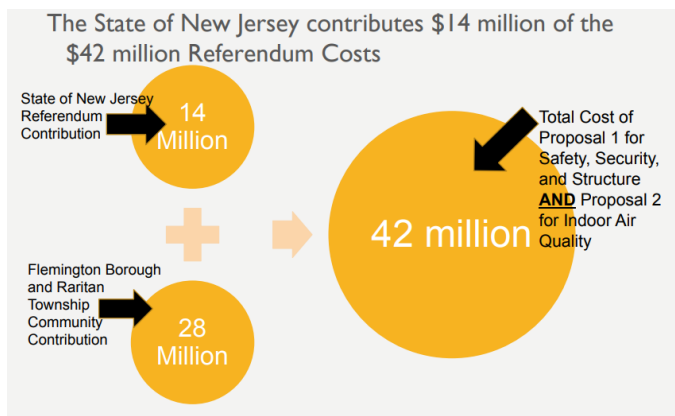 The State of New Jersey contributes $14 million of the
$42 million Referendum Costs
State of New Jersey
Referendum
Contribution
14
Million
Flemington Borough
and Raritan
Township
Community
Contribution
28
Million
42 million
Total Cost of
Proposal 1 for
Safety, Security,
and Structure
AND Proposal 2
for Indoor Air
Quality